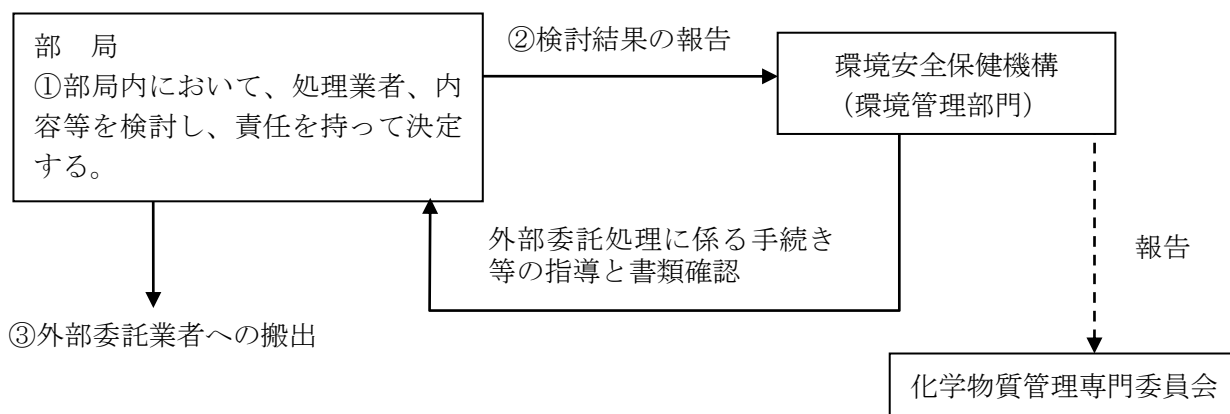 部　局
①部局内において、処理業者、内
容等を検討し、責任を持って決定
する。
②検討結果の報告
環境安全保健機構
（環境管理部門）
外部委託処理に係る手続き
等の指導と書類確認
報告
③外部委託業者への搬出
化学物質管理専門委員会